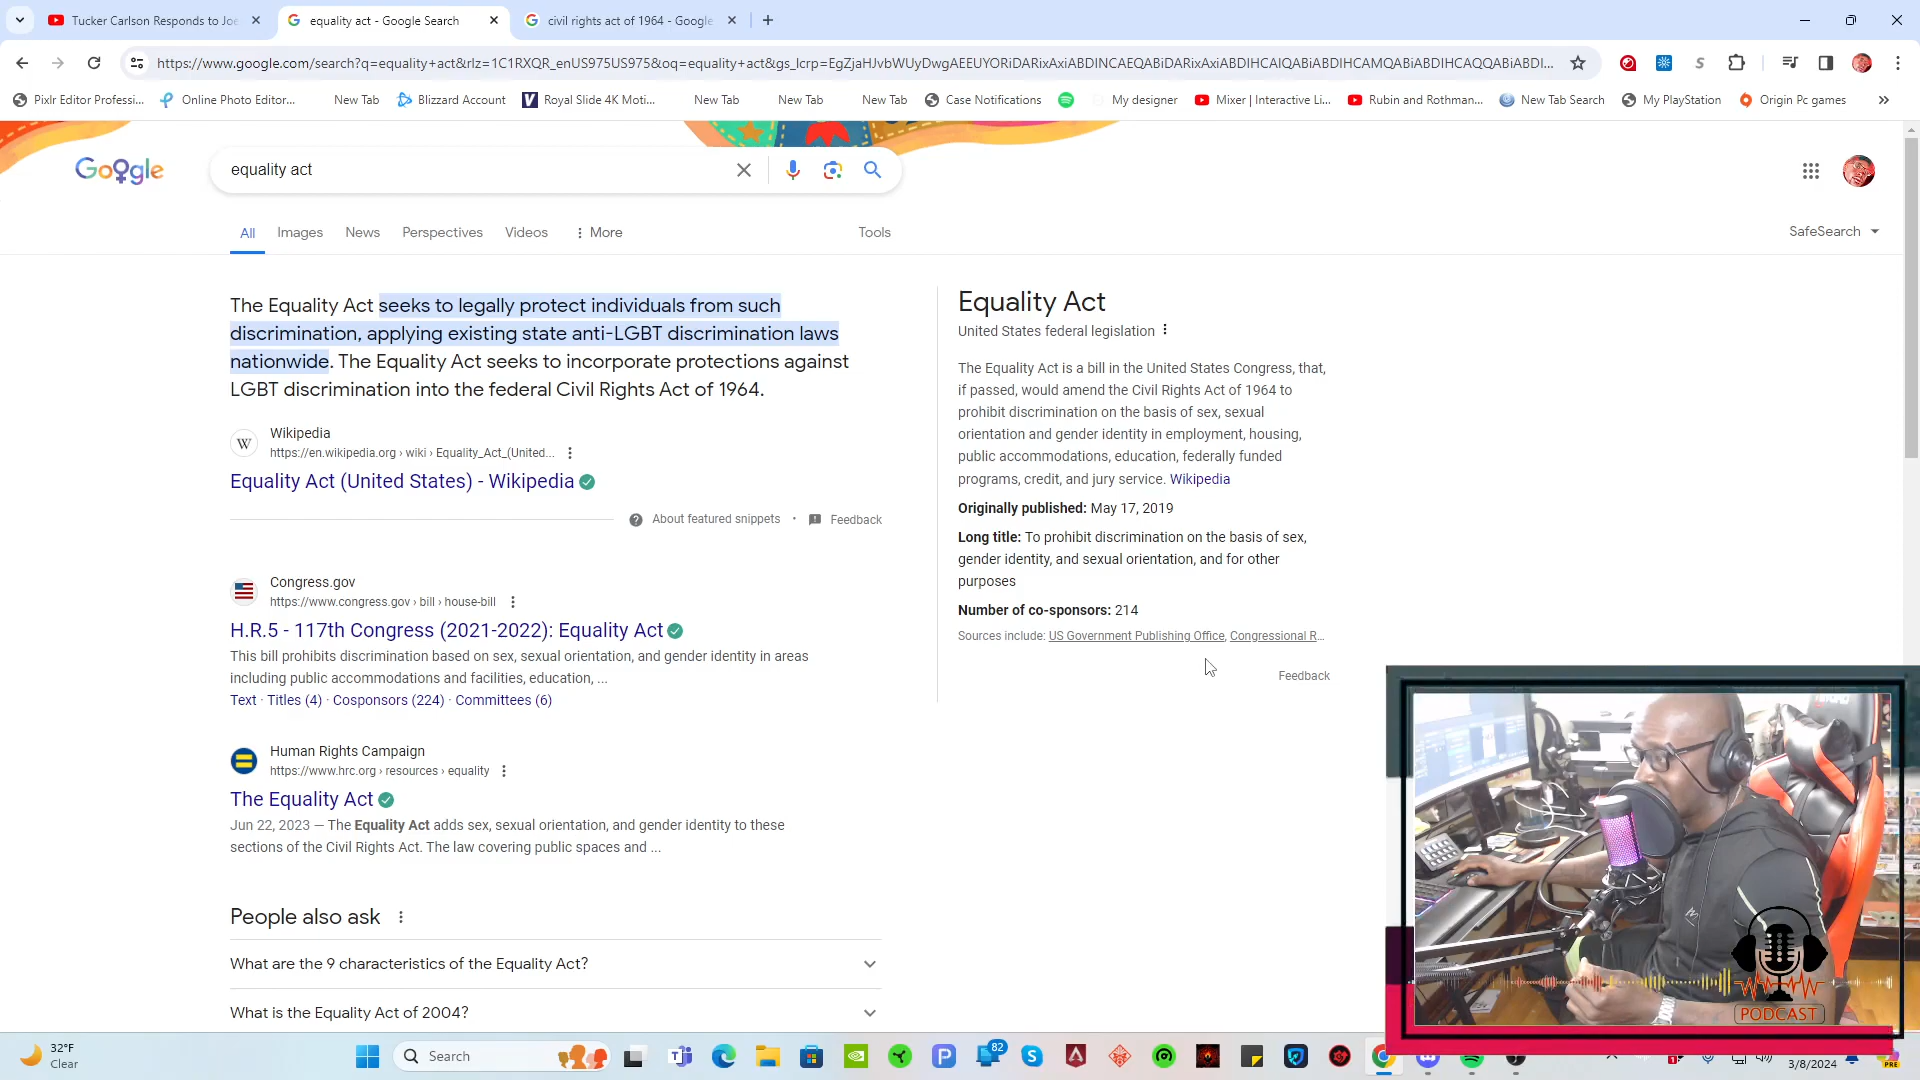 Tucker Carlson Responds to Joe
equality act - Google Search
civil rights act of 1964 - Google
https://www.google.com/search?q=equality+act&rlz=1C1RXQR_enUS975US975&oq=equality+act&gs_lcrp=EgZjaHJvbWUyDwgAEEUYORiDARixAxiABDINCAEQABiDARixAxiABDIHCAIQABiABDIHCAMQABiABDIHCAQQABiABDI...
Pixlr Editor Professi...
Online Photo Editor...
New Tab
Blizzard Account
Royal Slide 4K Moti...
New Tab
New Tab
New Tab
Case Notifications
My designer
Mixer | Interactive Li...
Rubin and Rothman...
New Tab Search
My PlayStation
Origin Pc games
Google
equality act
All
Images
News
Perspectives
Videos
More
Tools
SafeSearch
The Equality Act seeks to legally protect individuals from such
discrimination, applying existing state anti-LGBT discrimination laws
nationwide. The Equality Act seeks to incorporate protections against
LGBT discrimination into the federal Civil Rights Act of 1964.
W
Wikipedia
https://en.wikipedia.org › wiki › Equality_Act_(United...
Equality Act (United States) - Wikipedia
About featured snippets
Feedback
Congress.gov
https://www.congress.gov › bill › house-bill
H.R.5 - 117th Congress (2021-2022): Equality Act
This bill prohibits discrimination based on sex, sexual orientation, and gender identity in areas
including public accommodations and facilities, education, ...
Text · Titles (4) · Cosponsors (224) · Committees (6)
Human Rights Campaign
https://www.hrc.org › resources › equality
The Equality Act
Jun 22, 2023 — The Equality Act adds sex, sexual orientation, and gender identity to these
sections of the Civil Rights Act. The law covering public spaces and ...
People also ask
What are the 9 characteristics of the Equality Act?
What is the Equality Act of 2004?
Equality Act
United States federal legislation
The Equality Act is a bill in the United States Congress, that,
if passed, would amend the Civil Rights Act of 1964 to
prohibit discrimination on the basis of sex, sexual
orientation and gender identity in employment, housing,
public accommodations, education, federally funded
programs, credit, and jury service. Wikipedia
Originally published: May 17, 2019
Long title: To prohibit discrimination on the basis of sex,
gender identity, and sexual orientation, and for other
purposes
Number of co-sponsors: 214
Sources include: US Government Publishing Office, Congressional R...
Feedback
PODCAST
32°F
Clear
Search
82
3/8/2024
PRE